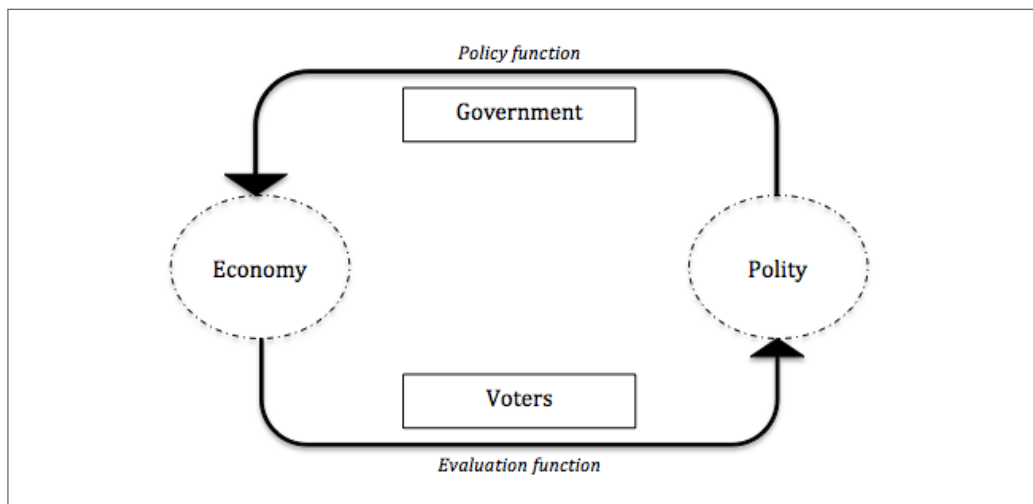 Policy function
Government
Economy
Polity
Voters
Evaluation function